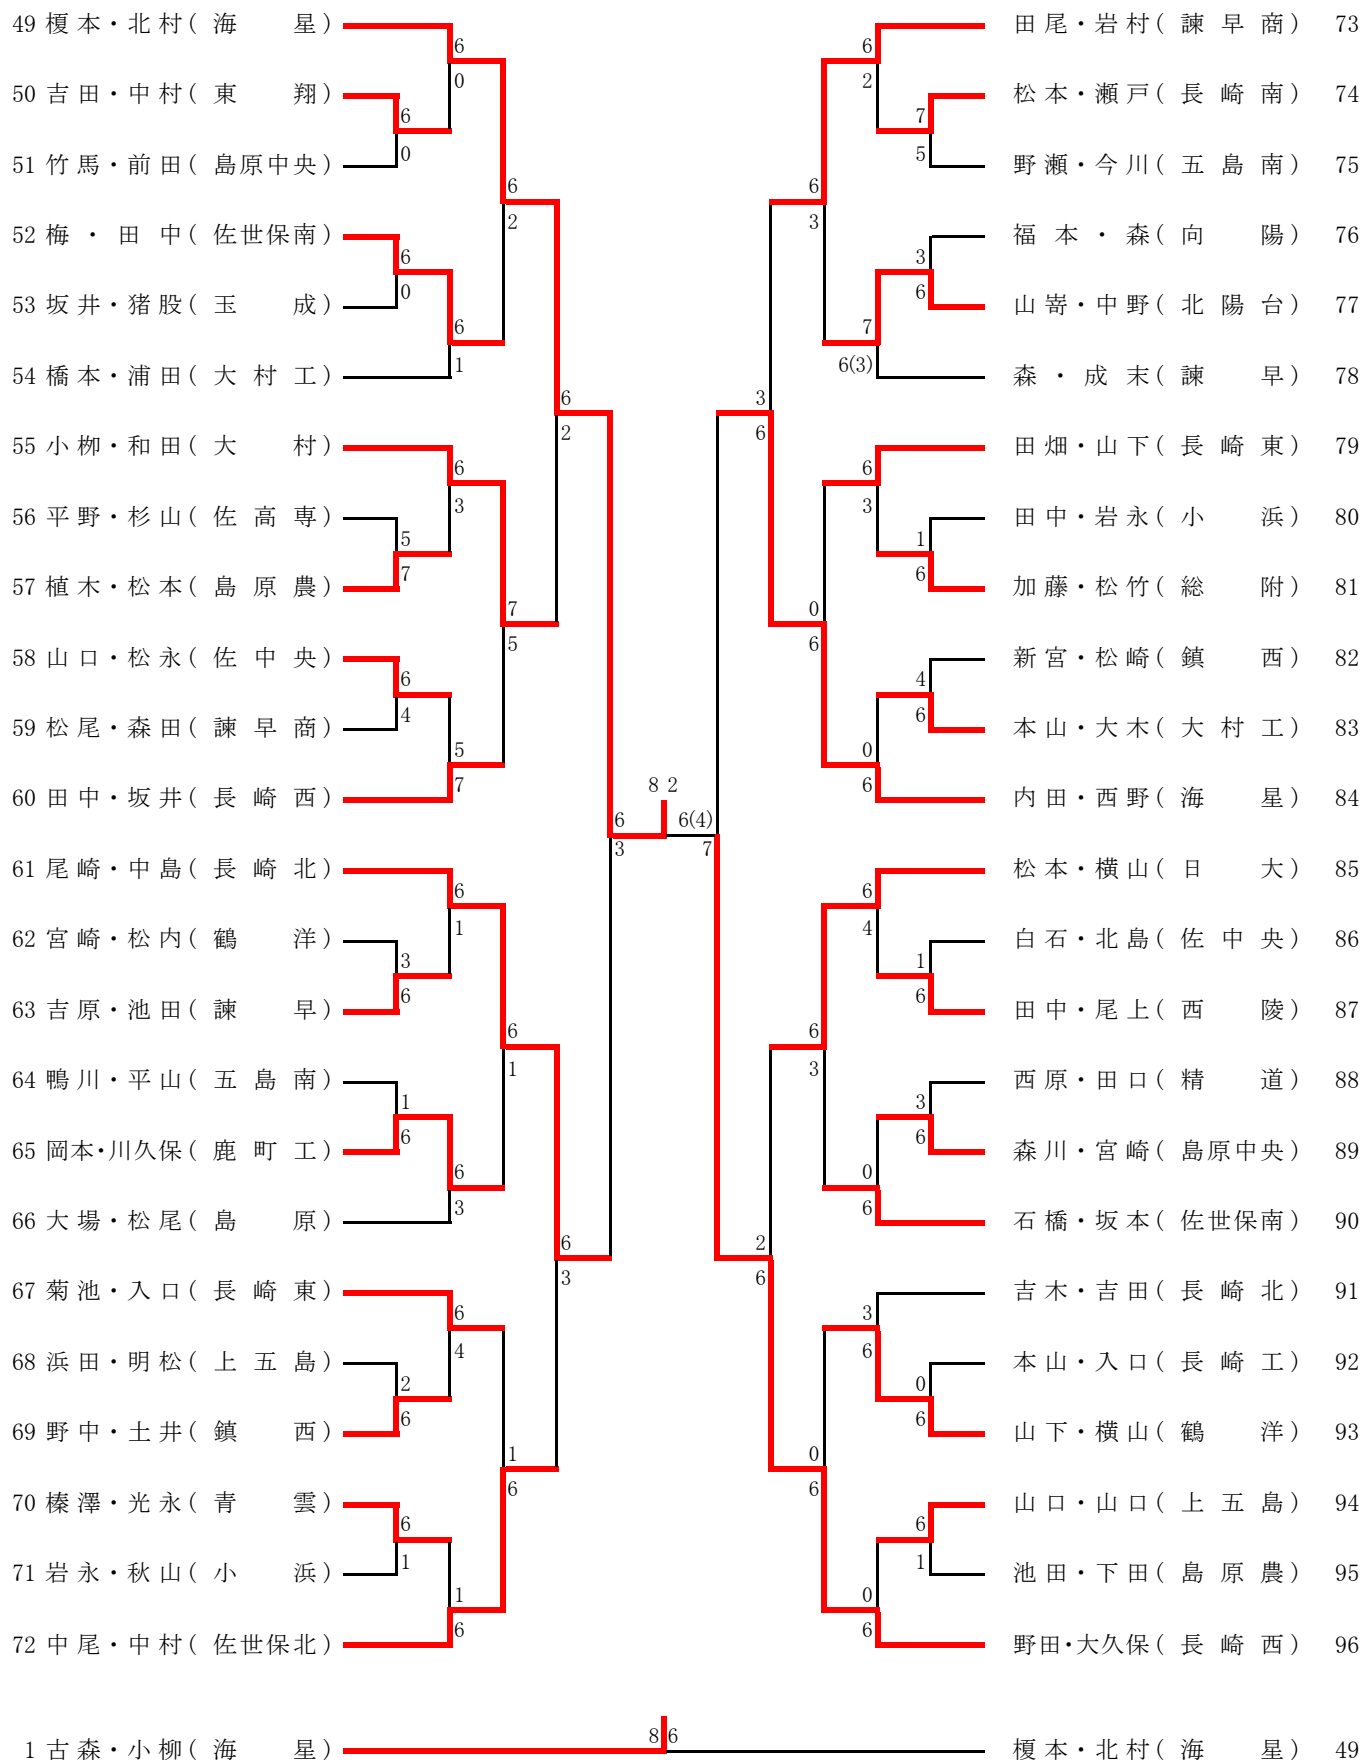 49 榎本・北村( 海 星) 6 6 田尾・岩村( 諫早商) 73
0 2
50 吉田・中村( 東 翔) 6 7 松本・瀬戸( 長崎南) 74
51 竹馬・前田( 島原中央) 0 5 野瀬・今川( 五島南) 75
6 6
2 3
52 梅・田中( 佐世保南) 6 3 福本・森( 向 陽) 76
53 坂井・猪股( 玉 成) 0 6 山嵜・中野( 北陽台) 77
6 7
54 橋本・浦田( 大村工) 1 6(3) 森・成末( 諫 早) 78
6 3
2 6
55 小栁・和田( 大 村) 6 6 田畑・山下( 長崎東) 79
3 3
56 平野・杉山( 佐高専) 5 1 田中・岩永( 小 浜) 80
57 植木・松本( 島原農) 7 6 加藤・松竹( 総 附) 81
7 0
5 6
58 山口・松永( 佐中央) 6 4 新宮・松崎( 鎮 西) 82
59 松尾・森田( 諫早商) 4 6 本山・大木( 大村工) 83
5 0
60 田中・坂井( 長崎西) 7 6 内田・西野( 海 星) 84
8 2
6 6(4)
3 7
61 尾崎・中島( 長崎北) 6 6 松本・横山( 日 大) 85
1 4
62 宮崎・松内( 鶴 洋) 3 1 白石・北島( 佐中央) 86
63 吉原・池田( 諫 早) 6 6 田中・尾上( 西 陵) 87
6 6
1 3
64 鴨川・平山( 五島南) 1 3 西原・田口( 精 道) 88
65 岡本・川久保( 鹿町工) 6 6 森川・宮崎( 島原中央) 89
6 0
66 大場・松尾( 島 原) 3 6 石橋・坂本( 佐世保南) 90
6 2
3 6
67 菊池・入口( 長崎東) 6 3 吉木・吉田( 長崎北) 91
4 6
68 浜田・明松( 上五島) 2 0 本山・入口( 長崎工) 92
69 野中・土井( 鎮 西) 6 6 山下・横山( 鶴 洋) 93
1 0
6 6
70 榛澤・光永( 青 雲) 6 6 山口・山口( 上五島) 94
71 岩永・秋山( 小 浜) 1 1 池田・下田( 島原農) 95
1 0
72 中尾・中村( 佐世保北) 6 6 野田・大久保( 長崎西) 96
8 6
1 古森・小柳( 海 星) 榎本・北村( 海 星) 49